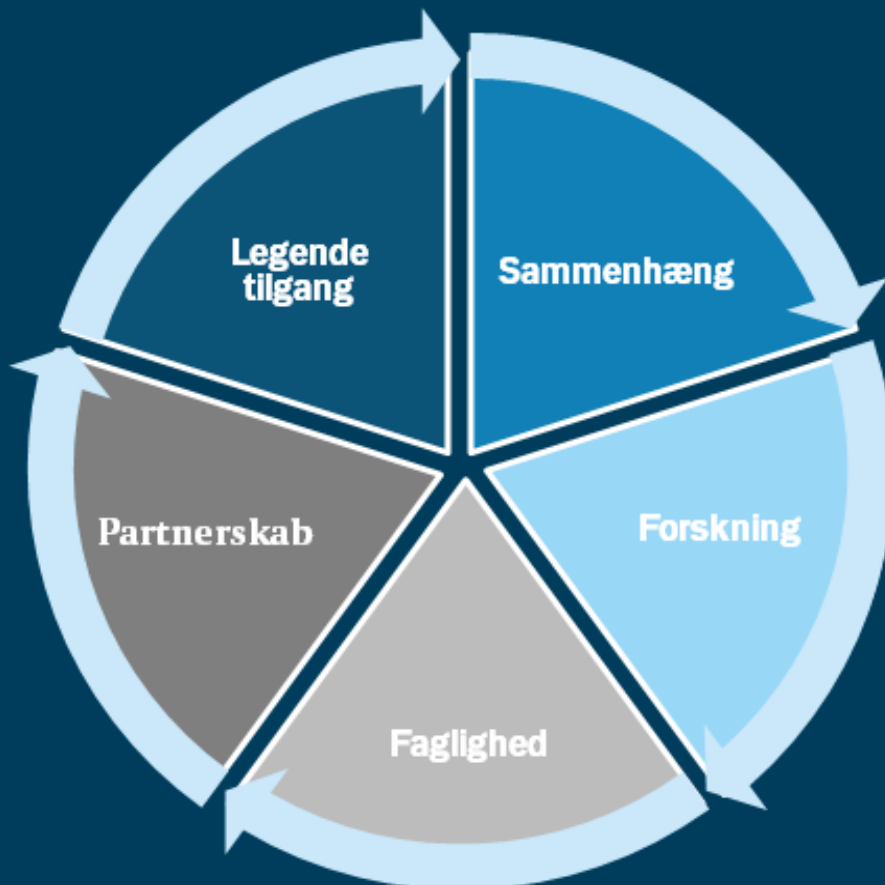 Legende
tilgang
Sammenhæng
Forskning
Faglighed
Partnerskab